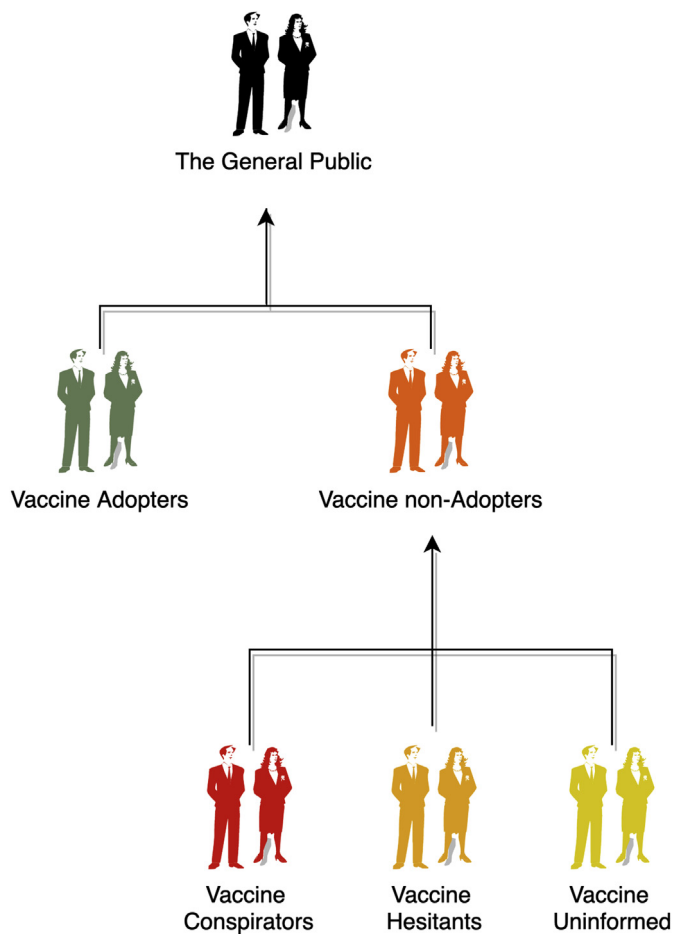 The General Public
Vaccine Adopters
Vaccine non-Adopters
Vaccine
Conspirators
Vaccine
Hesitants
Vaccine
Uninformed